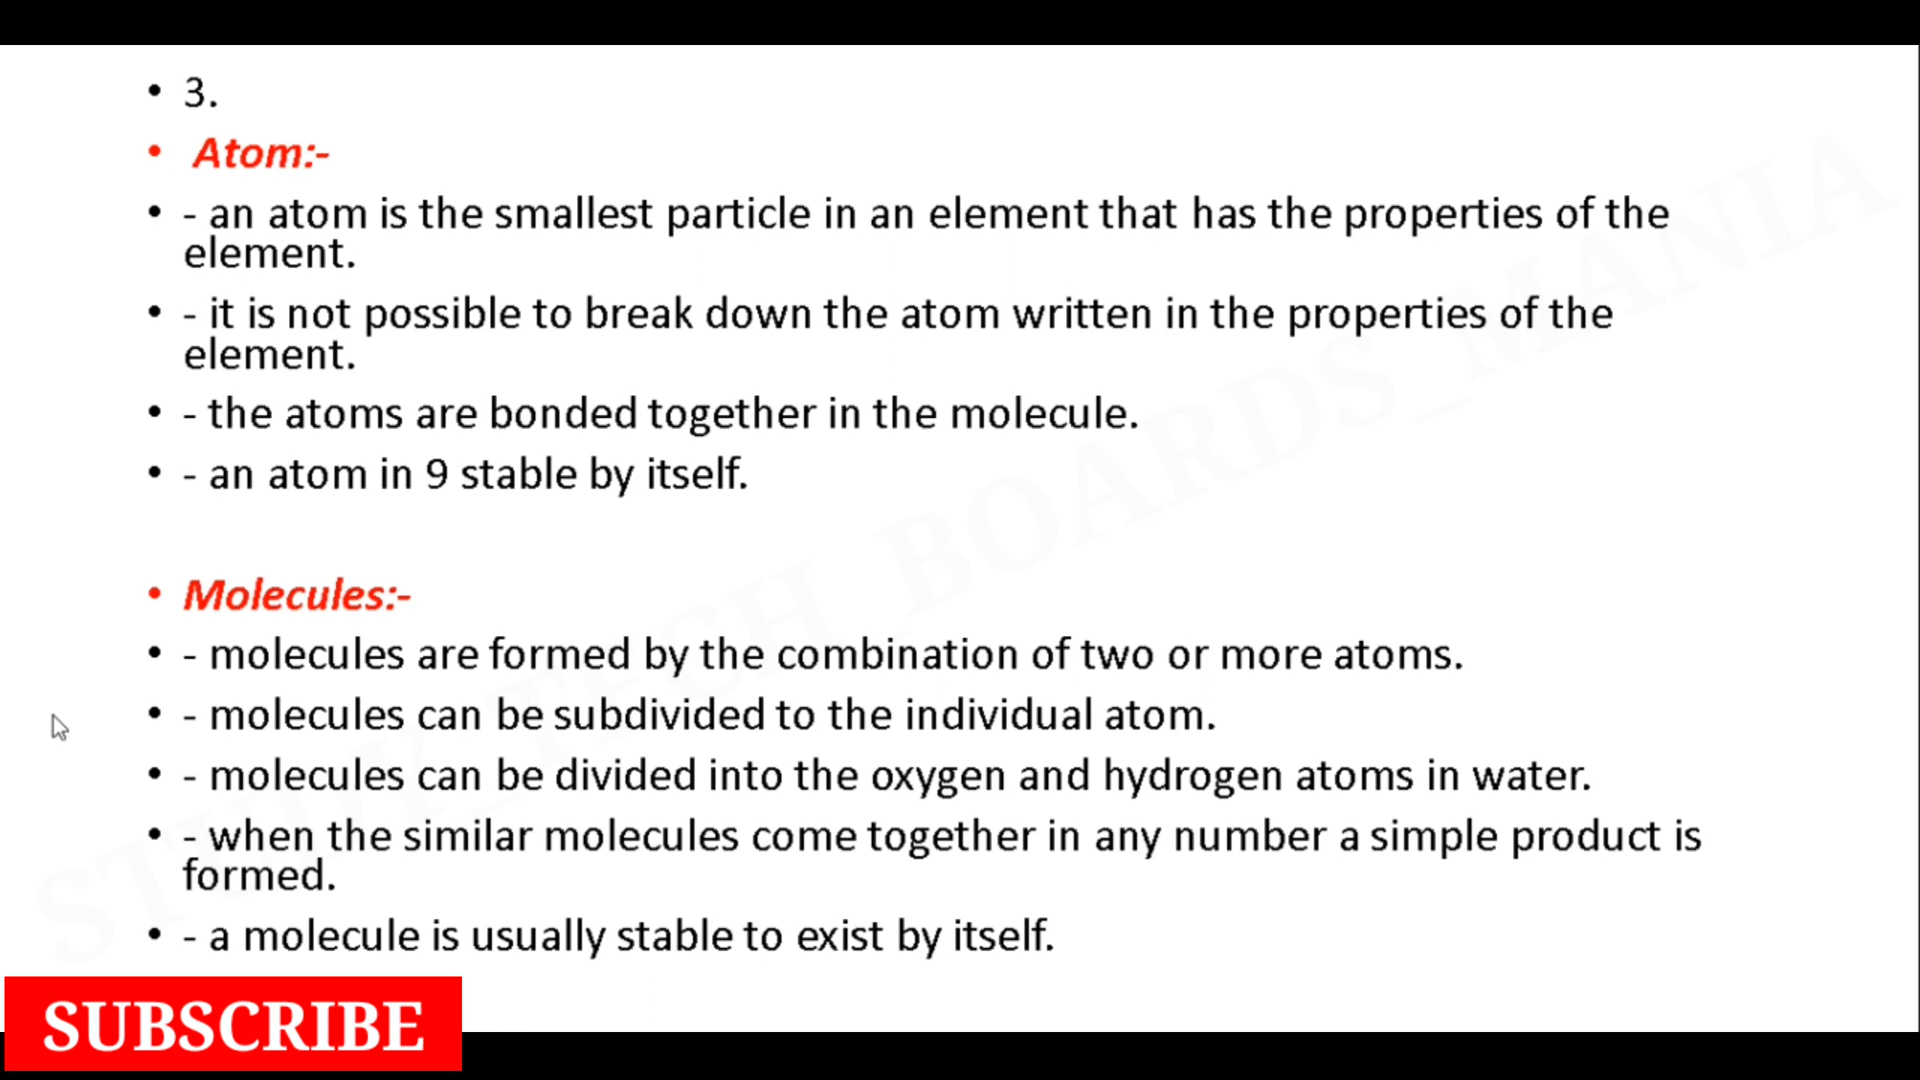 • 3.
• Atom:-
• - an atom is the smallest particle in an element that has the properties of the
element.
• - it is not possible to break down the atom written in the properties of the
element.
• - the atoms are bonded together in the molecule.
• - an atom in 9 stable by itself.
• Molecules:-
• - molecules are formed by the combination of two or more atoms.
• - molecules can be subdivided to the individual atom.
• - molecules can be divided into the oxygen and hydrogen atoms in water.
• - when the similar molecules come together in any number a simple product is
formed.
• - a molecule is usually stable to exist by itself.
STUDY_TECH_BOARDS_MANIA
SUBSCRIBE